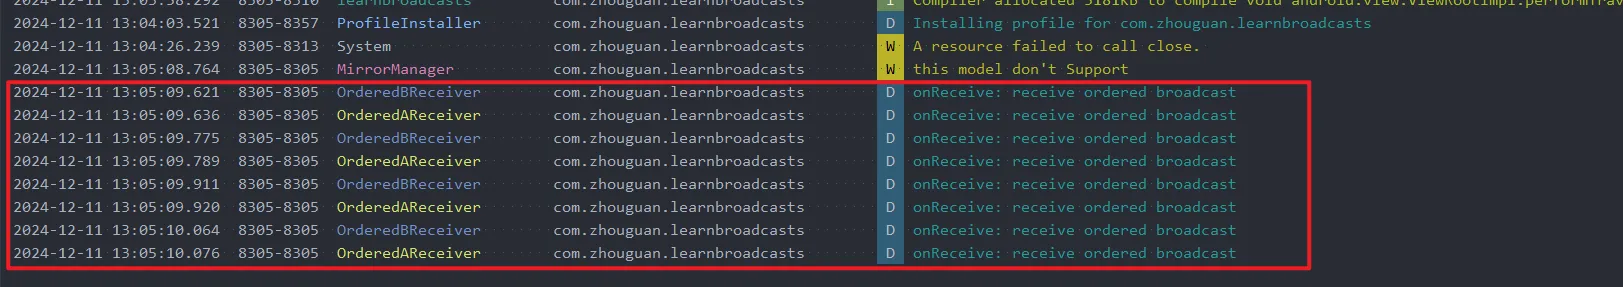 2024-12-11 13:03:58.292 8305-8310 learnbroadcasts com.zhouguan.learnbroadcasts I Compiler allocated 5181KB to compile void android.view.ViewRootImpl.performTrav
2024-12-11 13:04:03.521 8305-8357 ProfileInstaller com.zhouguan.learnbroadcasts D Installing profile for com.zhouguan.learnbroadcasts
2024-12-11 13:04:26.239 8305-8313 System com.zhouguan.learnbroadcasts W A resource failed to call close.
2024-12-11 13:05:08.764 8305-8305 MirrorManager com.zhouguan.learnbroadcasts W this model don't Support
2024-12-11 13:05:09.621 8305-8305 OrderedBReceiver com.zhouguan.learnbroadcasts D onReceive: receive ordered broadcast
2024-12-11 13:05:09.636 8305-8305 OrderedAReceiver com.zhouguan.learnbroadcasts D onReceive: receive ordered broadcast
2024-12-11 13:05:09.775 8305-8305 OrderedBReceiver com.zhouguan.learnbroadcasts D onReceive: receive ordered broadcast
2024-12-11 13:05:09.789 8305-8305 OrderedAReceiver com.zhouguan.learnbroadcasts D onReceive: receive ordered broadcast
2024-12-11 13:05:09.911 8305-8305 OrderedBReceiver com.zhouguan.learnbroadcasts D onReceive: receive ordered broadcast
2024-12-11 13:05:09.920 8305-8305 OrderedAReceiver com.zhouguan.learnbroadcasts D onReceive: receive ordered broadcast
2024-12-11 13:05:10.064 8305-8305 OrderedBReceiver com.zhouguan.learnbroadcasts D onReceive: receive ordered broadcast
2024-12-11 13:05:10.076 8305-8305 OrderedAReceiver com.zhouguan.learnbroadcasts D onReceive: receive ordered broadcast